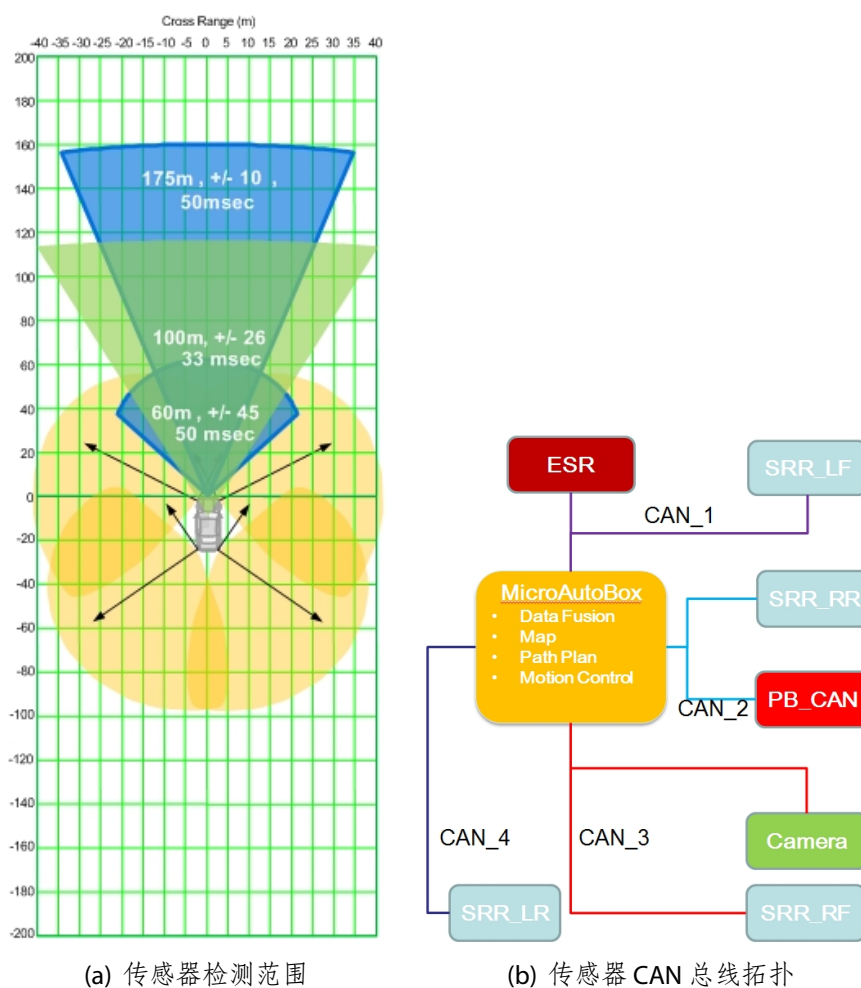 Cross Range (m)
-40 -35 -30 -25 -20 -15 -10 -5 0 5 10 15 20 25 30 35 40
200
180
160
140
120
100
80
60
40
20
0
-20
-40
-60
-80
-100
-120
-140
-160
-180
-200
175m , +/- 10 ,
50msec
100m, +/- 26
33 msec
60m , +/- 45
50 msec
(a) 传感器检测范围
ESR
SRR_LF
CAN_1
MicroAutoBox
• Data Fusion
• Map
• Path Plan
• Motion Control
SRR_RR
PB_CAN
CAN_2
CAN_4
CAN_3
Camera
SRR_LR
SRR_RF
(b) 传感器 CAN 总线拓扑